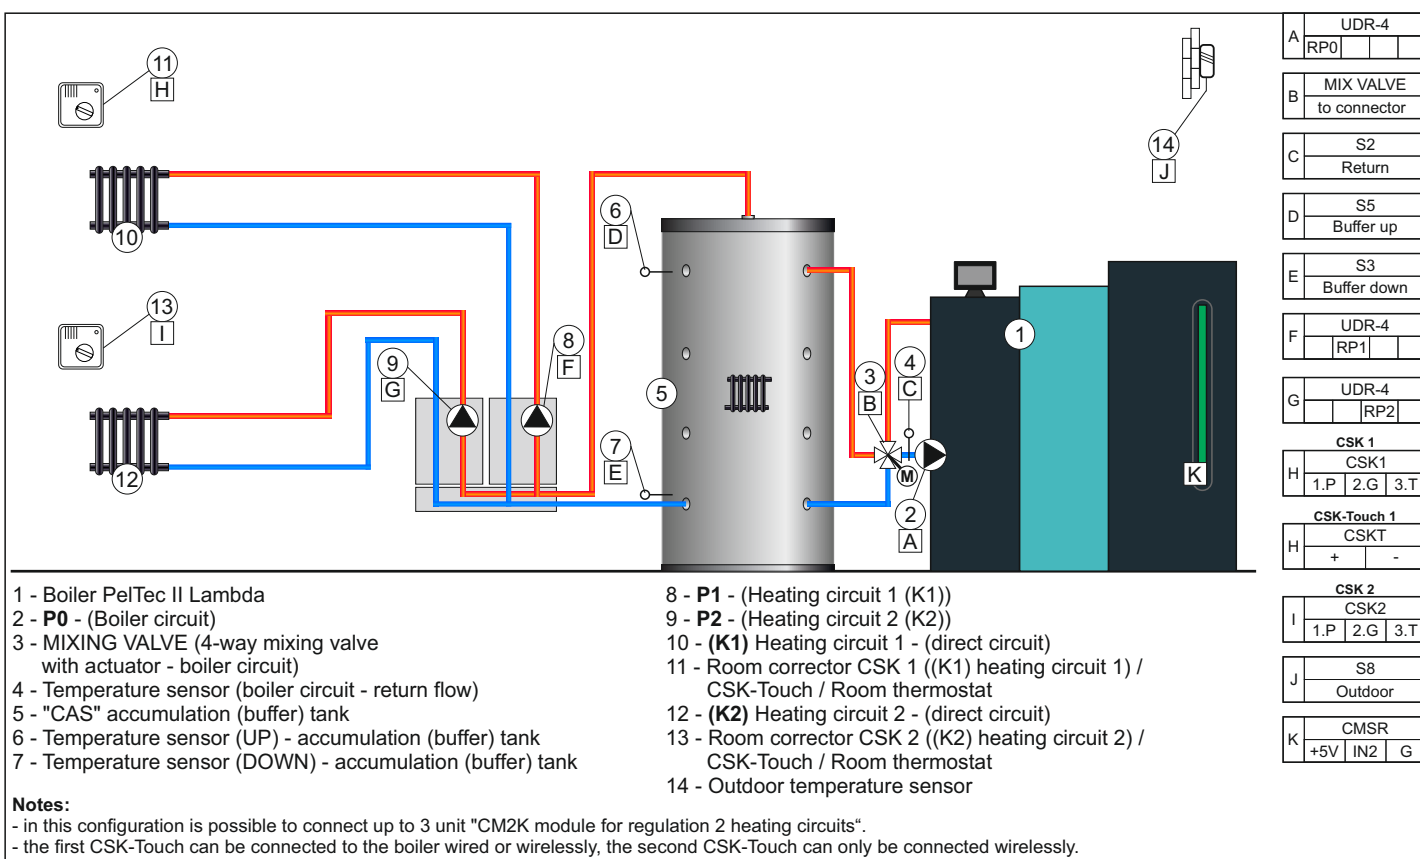 11
H
10
13
I
12
9
G
8
F
6
D
7
E
5
3
B
4
C
M
2
A
1
K
14
J
A
UDR-4
RP0
B
MIX VALVE
to connector
C
S2
Return
D
S5
Buffer up
E
S3
Buffer down
F
UDR-4
RP1
G
UDR-4
RP2
CSK 1
H
CSK1
1.P 2.G 3.T
CSK-Touch 1
H
CSKT
+ -
CSK 2
I
CSK2
1.P 2.G 3.T
J
S8
Outdoor
K
CMSR
+5V IN2 G
1 - Boiler PelTec II Lambda
2 - P0 - (Boiler circuit)
3 - MIXING VALVE (4-way mixing valve
with actuator - boiler circuit)
4 - Temperature sensor (boiler circuit - return flow)
5 - "CAS" accumulation (buffer) tank
6 - Temperature sensor (UP) - accumulation (buffer) tank
7 - Temperature sensor (DOWN) - accumulation (buffer) tank
8 - P1 - (Heating circuit 1 (K1))
9 - P2 - (Heating circuit 2 (K2))
10 - (K1) Heating circuit 1 - (direct circuit)
11 - Room corrector CSK 1 ((K1) heating circuit 1) /
CSK-Touch / Room thermostat
12 - (K2) Heating circuit 2 - (direct circuit)
13 - Room corrector CSK 2 ((K2) heating circuit 2) /
CSK-Touch / Room thermostat
14 - Outdoor temperature sensor
Notes:
- in this configuration is possible to connect up to 3 unit "CM2K module for regulation 2 heating circuits“.
- the first CSK-Touch can be connected to the boiler wired or wirelessly, the second CSK-Touch can only be connected wirelessly.